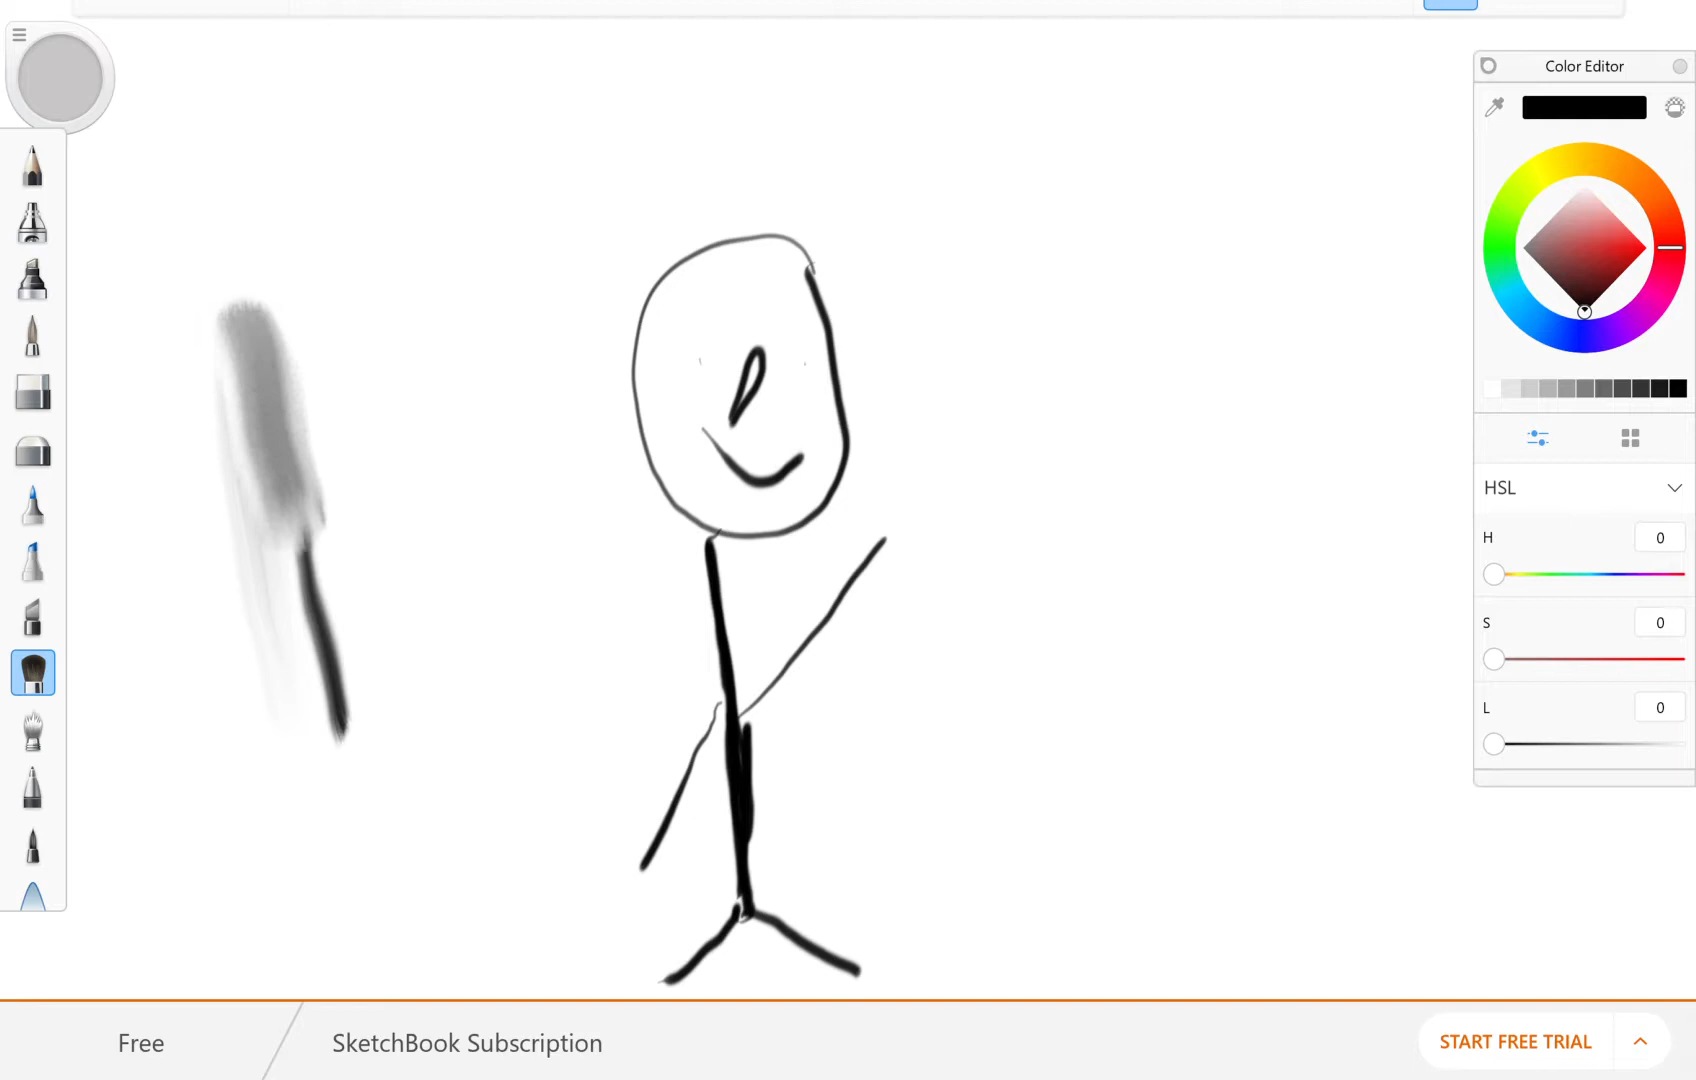 Color Editor
HSL
H 0
S 0
L 0
Free
SketchBook Subscription
START FREE TRIAL